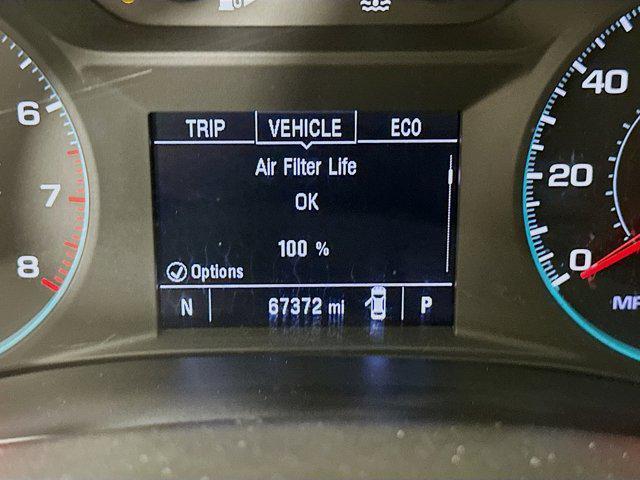 TRIP VEHICLE ECO
Air Filter Life
OK
100 %
Options
N 67372 mi P
6
7
8
40
20
0